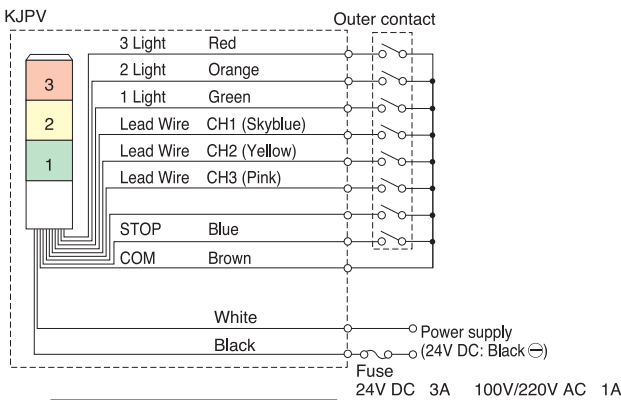 KJPV
Outer contact
3 Light Red
2 Light Orange
1 Light Green
Lead Wire CH1 (Skyblue)
Lead Wire CH2 (Yellow)
Lead Wire CH3 (Pink)
STOP Blue
COM Brown
3
2
1
White
Black
Power supply
(24V DC: Black ⊖)
Fuse
24V DC 3A 100V/220V AC 1A